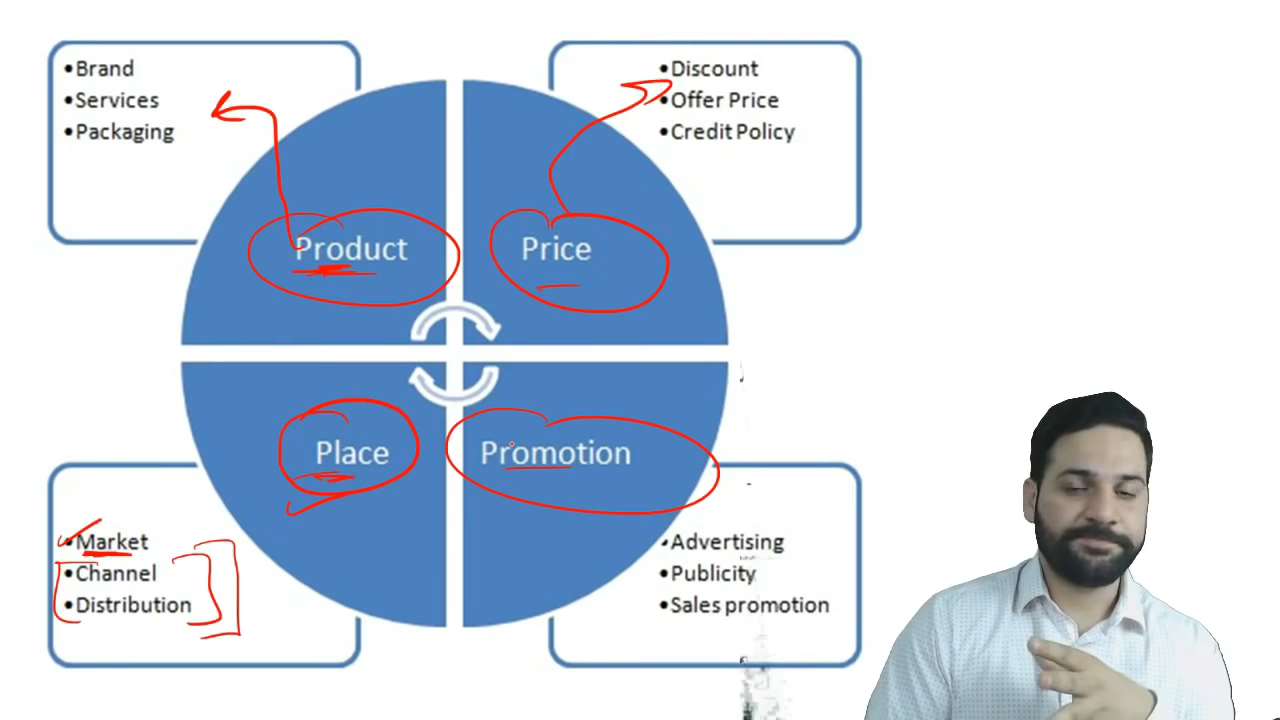 Brand
Services
Packaging
Discount
Offer Price
Credit Policy
Product
Price
Place
Promotion
Market
Channel
Distribution
Advertising
Publicity
Sales promotion